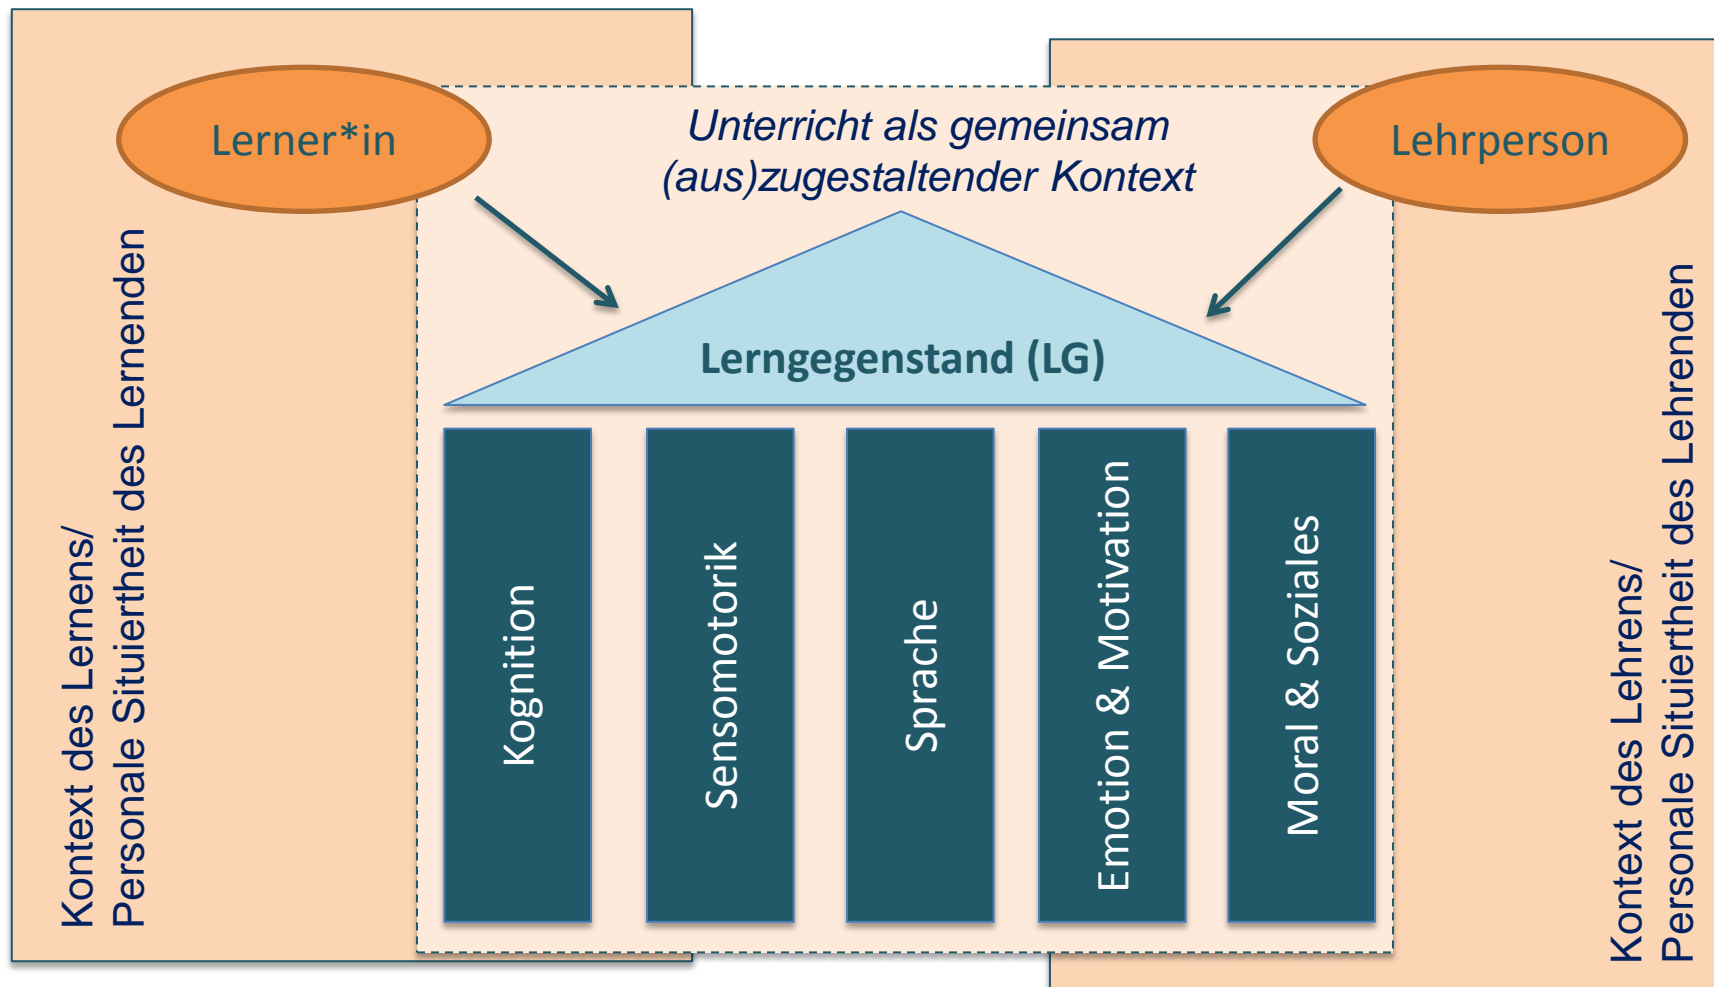 Lerner*in
Unterricht als gemeinsam
(aus)zugestaltender Kontext
Lehrperson
Kontext des Lernens/
Personale Situiertheit des Lernenden
Lerngegenstand (LG)
Kognition
Sensomotorik
Sprache
Emotion & Motivation
Moral & Soziales
Kontext des Lehrens/
Personale Situiertheit des Lehrenden